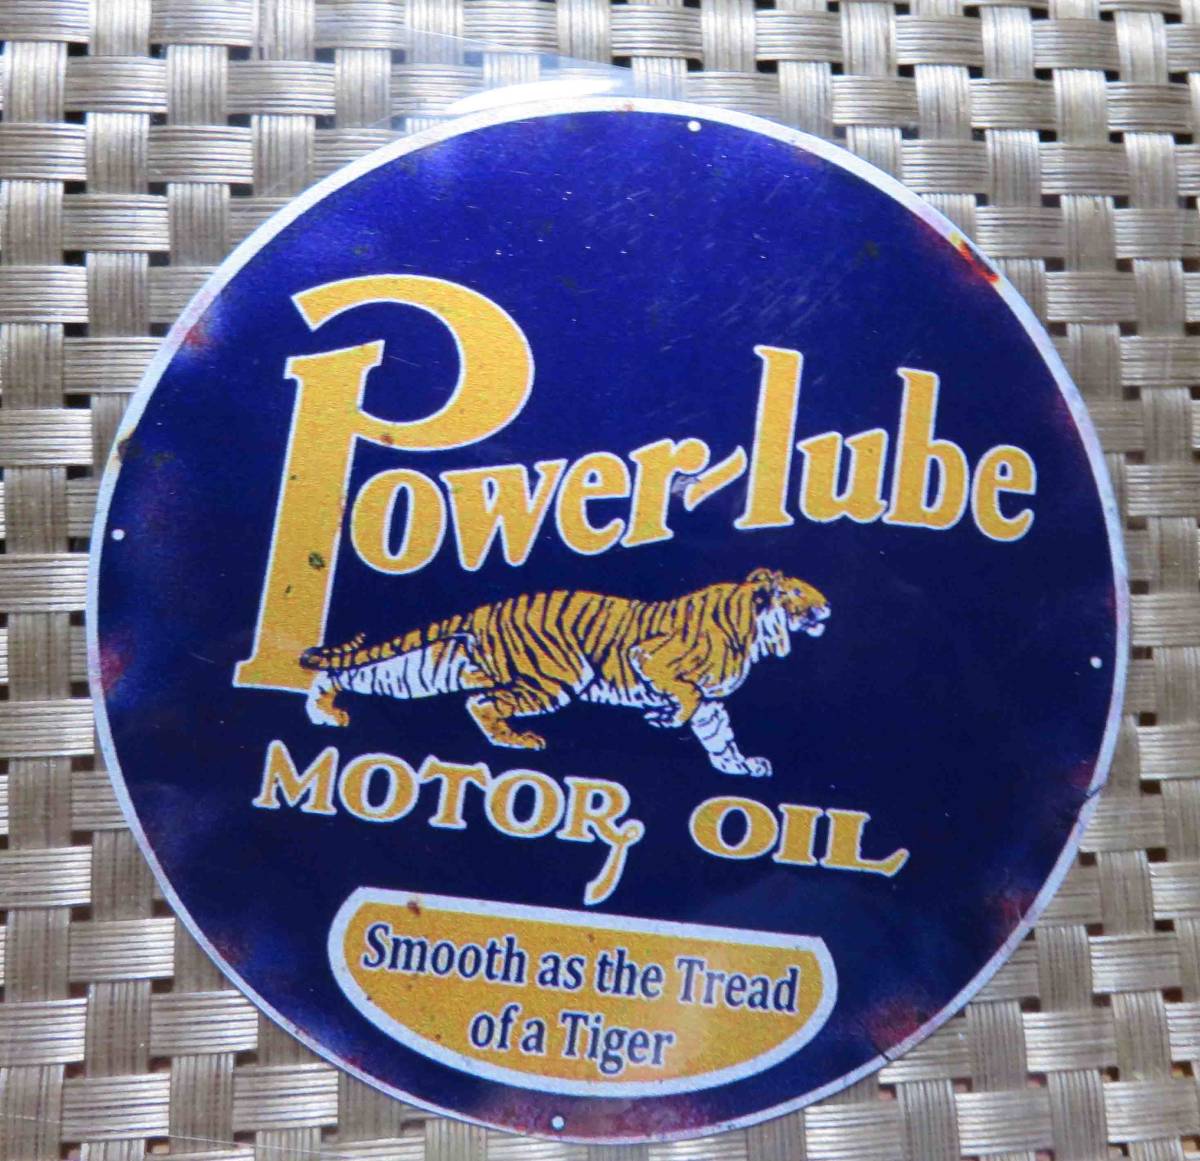 Power-lube
MOTOR OIL
Smooth as the Tread
of a Tiger